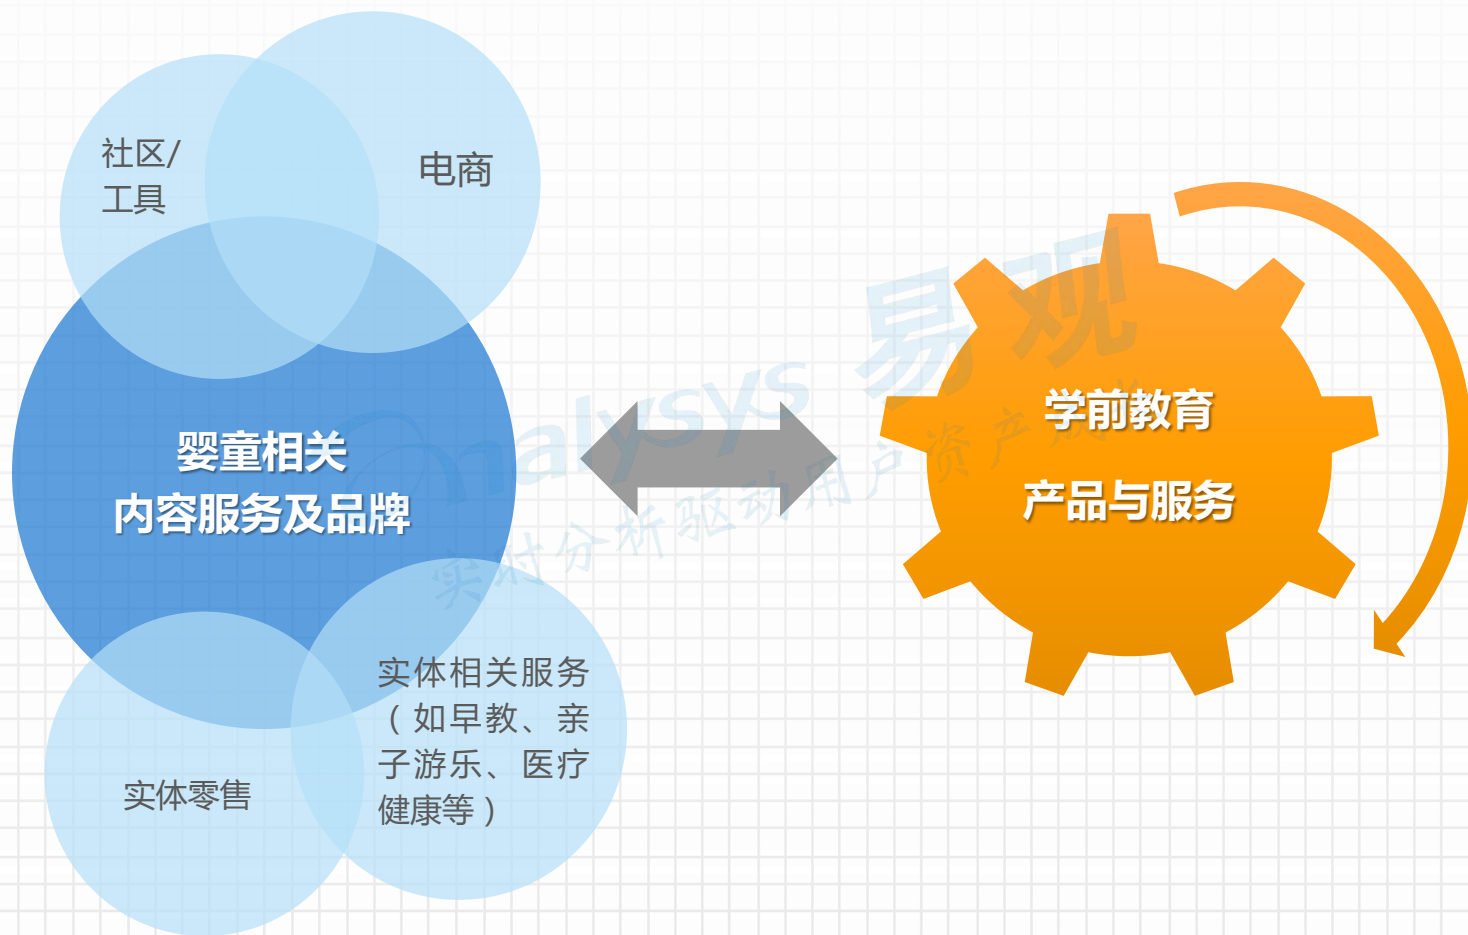 社区/
工具
电商
婴童相关
内容服务及品牌
实体零售
实体相关服务
（如早教、亲
子游乐、医疗
健康等）
学前教育
产品与服务
analysys 易观
实时分析驱动用户资产成长